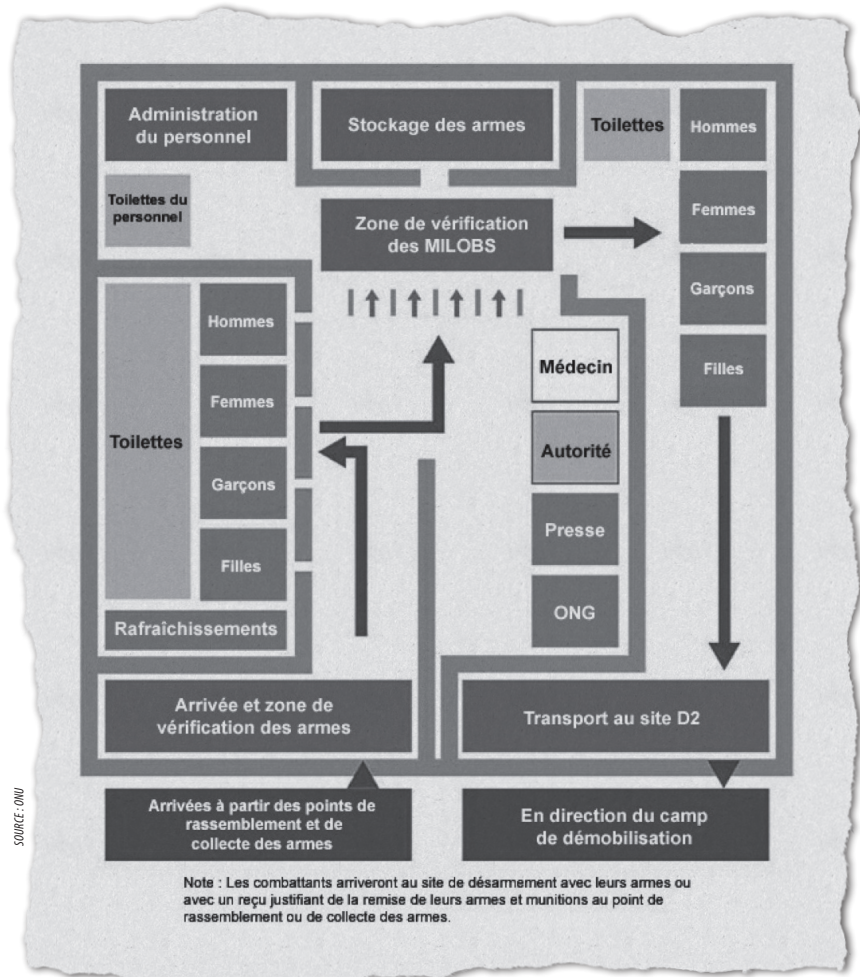 Administration
du personnel
Stockage des armes
Toilettes
Hommes
Toilettes du
personnel
Zone de vérification
des MILOBS
Femmes
Garçons
Filles
Toilettes
Hommes
Femmes
Garçons
Filles
Rafraîchissements
Médecin
Autorité
Presse
ONG
Arrivée et zone de
vérification des armes
Transport au site D2
Arrivées à partir des points de
rassemblement et de
collecte des armes
En direction du camp
de démobilisation
SOURCE : ONU
Note : Les combattants arriveront au site de désarmement avec leurs armes ou
avec un reçu justifiant de la remise de leurs armes et munitions au point de
rassemblement ou de collecte des armes.